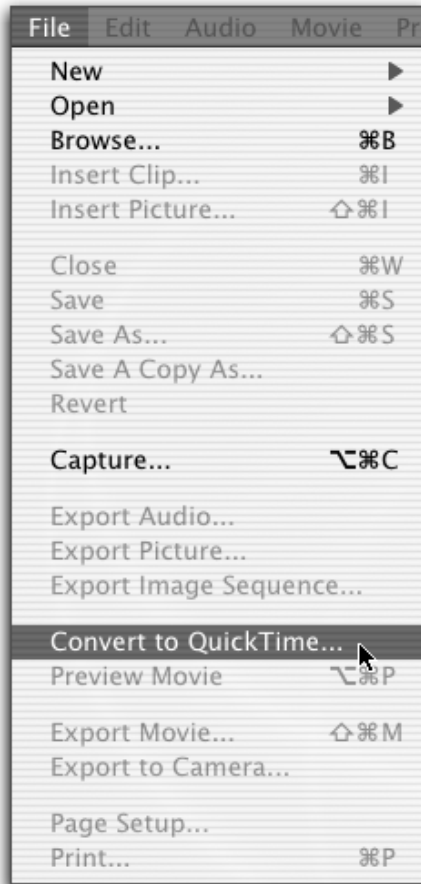 File Edit Audio Movie Pr
New
Open
Browse... ⌘B
Insert Clip... ⌘I
Insert Picture... ⇧⌘I
Close ⌘W
Save ⌘S
Save As... ⇧⌘S
Save A Copy As...
Revert
Capture... ⌥⌘C
Export Audio...
Export Picture...
Export Image Sequence...
Convert to QuickTime...
Preview Movie ⌥⌘P
Export Movie... ⇧⌘M
Export to Camera...
Page Setup...
Print... ⌘P